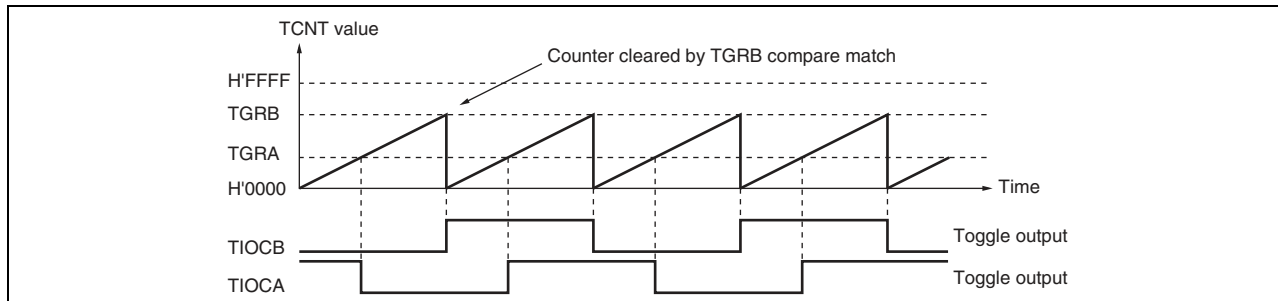 TCNT value
Counter cleared by TGRB compare match
H'FFFF
TGRB
TGRA
H'0000
Time
TIOCB
Toggle output
TIOCA
Toggle output